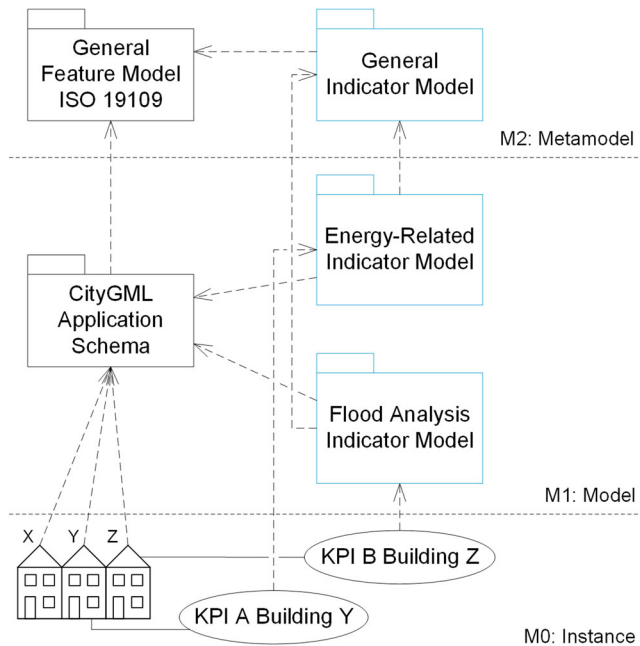 General
Feature Model
ISO 19109
General
Indicator Model
M2: Metamodel
Energy-Related
Indicator Model
CityGML
Application
Schema
Flood Analysis
Indicator Model
M1: Model
X
Y
Z
KPI B Building Z
KPI A Building Y
M0: Instance